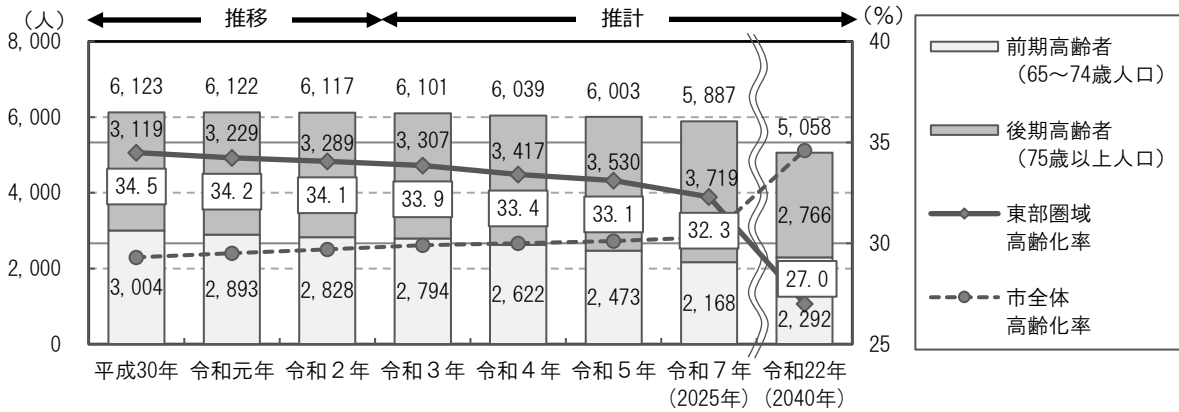 （人） 推移 推計 （%）
8,000 40
6,123 6,122 6,117 6,101 6,039 6,003 5,887
6,000 5,058
3,119 3,229 3,289 3,307 3,417 3,530 3,719 35
34.5 34.2 34.1 33.9 33.4 33.1 32.3 2,766
4,000
30
2,000 27.0
3,004 2,893 2,828 2,794 2,622 2,473 2,168 2,292
0 25
平成30年 令和元年 令和２年 令和３年 令和４年 令和５年 令和７年 令和22年
（2025年） （2040年）
前期高齢者
（65～74歳人口）
後期高齢者
（75歳以上人口）
東部圏域
高齢化率
市全体
高齢化率